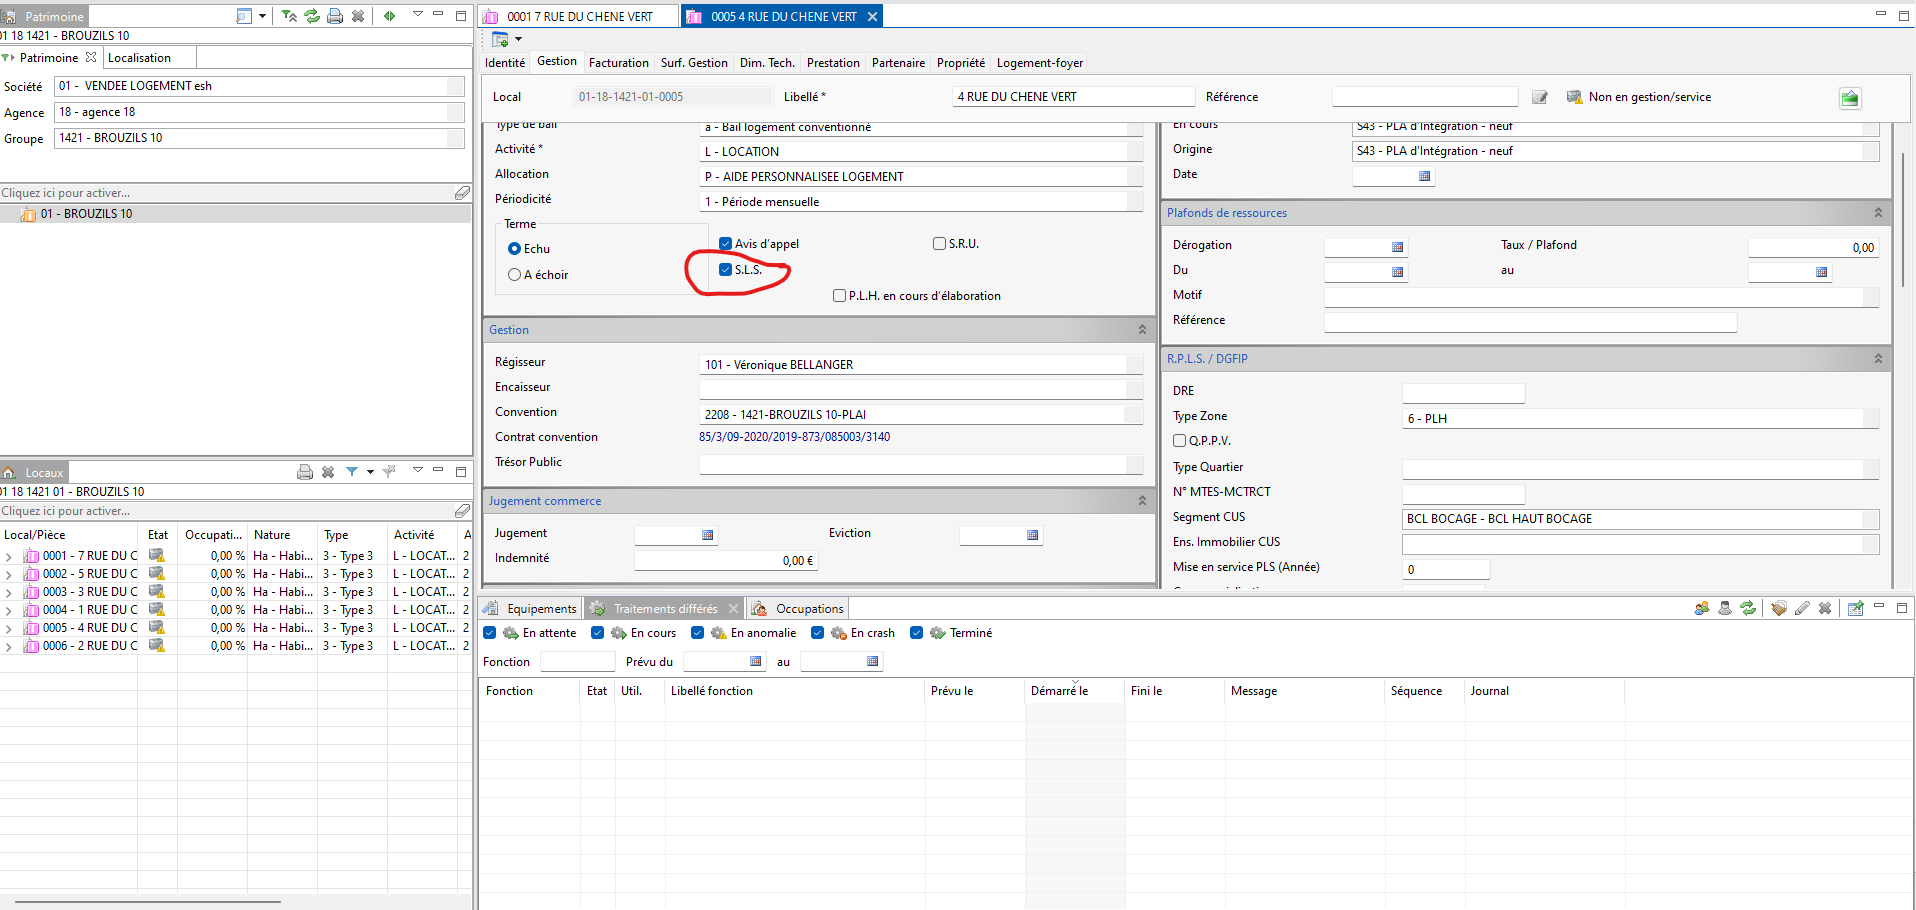 Patrimoine
01 18 1421 - BROUZILS 10
Patrimoine
Localisation
Société
01 - VENDEE LOGEMENT esh
Agence
18 - agence 18
Groupe
1421 - BROUZILS 10
Cliquez ici pour activer...
01 - BROUZILS 10
Locaux
01 18 1421 01 - BROUZILS 10
Cliquez ici pour activer...
Local/Pièce Etat Occupati... Nature Type Activité A
0001 - 7 RUE DU C 0,00 % Ha - Habi... 3 - Type 3 L - LOCAT... 2
0002 - 5 RUE DU C 0,00 % Ha - Habi... 3 - Type 3 L - LOCAT... 2
0003 - 3 RUE DU C 0,00 % Ha - Habi... 3 - Type 3 L - LOCAT... 2
0004 - 1 RUE DU C 0,00 % Ha - Habi... 3 - Type 3 L - LOCAT... 2
0005 - 4 RUE DU C 0,00 % Ha - Habi... 3 - Type 3 L - LOCAT... 2
0006 - 2 RUE DU C 0,00 % Ha - Habi... 3 - Type 3 L - LOCAT... 2
0001 7 RUE DU CHENE VERT
0005 4 RUE DU CHENE VERT
Identité Gestion Facturation Surf. Gestion Dim. Tech. Prestation Partenaire Propriété Logement-foyer
Local 01-18-1421-01-0005 Libellé * 4 RUE DU CHENE VERT Référence Non en gestion/service
Type de bail a - Bail logement conventionné
Activité * L - LOCATION
Allocation P - AIDE PERSONNALISEE LOGEMENT
Périodicité 1 - Période mensuelle
Terme
Echu
A échoir
Avis d'appel
S.R.U.
S.L.S.
P.L.H. en cours d'élaboration
Gestion
Régisseur 101 - Véronique BELLANGER
Encaisseur
Convention 2208 - 1421-BROUZILS 10-PLAI
Contrat convention 85/3/09-2020/2019-873/085003/3140
Trésor Public
Jugement commerce
Jugement Eviction
Indemnité 0,00 €
En cours S43 - PLA d'Intégration - neuf
Origine S43 - PLA d'Intégration - neuf
Date
Plafonds de ressources
Dérogation Taux / Plafond 0,00
Du au
Motif
Référence
R.P.L.S. / DGFIP
DRE
Type Zone 6 - PLH
Q.P.P.V.
Type Quartier
N° MTES-MCTRCT
Segment CUS BCL BOCAGE - BCL HAUT BOCAGE
Ens. Immobilier CUS
Mise en service PLS (Année) 0
Equipements Traitements différés Occupations
En attente En cours En anomalie En crash Terminé
Fonction Prévu du au
Fonction Etat Util. Libellé fonction Prévu le Démarré le Fini le Message Séquence Journal